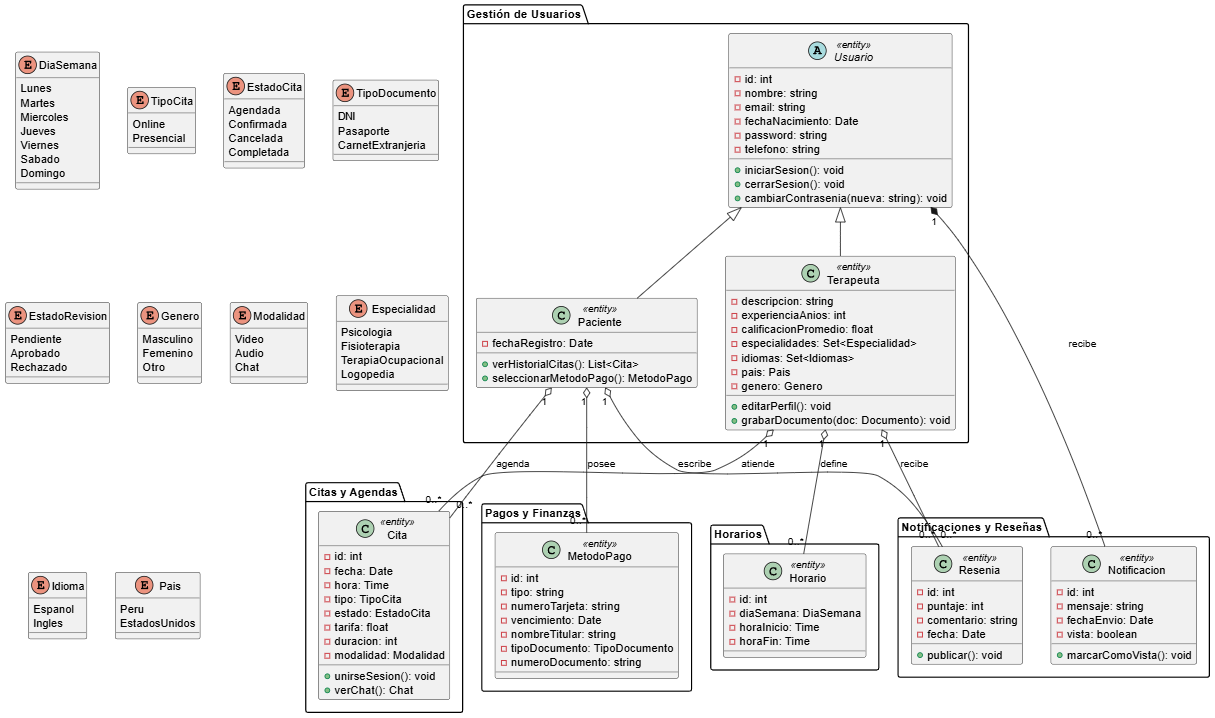 Gestión de Usuarios
«entity»
A
Usuario
id: int
nombre: string
email: string
fechaNacimiento: Date
password: string
telefono: string
iniciarSesion(): void
cerrarSesion(): void
cambiarContrasenia(nueva: string): void
E DiaSemana
Lunes
Martes
Miercoles
Jueves
Viernes
Sabado
Domingo
E TipoCita
Online
Presencial
E EstadoCita
Agendada
Confirmada
Cancelada
Completada
E TipoDocumento
DNI
Pasaporte
CarnetExtranjeria
1
E EstadoRevision
Pendiente
Aprobado
Rechazado
E Genero
Masculino
Femenino
Otro
E Modalidad
Video
Audio
Chat
E Especialidad
Psicologia
Fisioterapia
TerapiaOcupacional
Logopedia
«entity»
C
Paciente
fechaRegistro: Date
verHistorialCitas(): List<Cita>
seleccionarMetodoPago(): MetodoPago
«entity»
C
Terapeuta
descripcion: string
experienciaAnios: int
calificacionPromedio: float
especialidades: Set<Especialidad>
idiomas: Set<Idiomas>
pais: Pais
genero: Genero
editarPerfil(): void
grabarDocumento(doc: Documento): void
recibe
1
1
1
1
1
1
agenda
posee
escribe
atiende
define
recibe
E Idioma
Espanol
Ingles
E Pais
Peru
EstadosUnidos
Citas y Agendas
0..*
0..*
«entity»
C
Cita
id: int
fecha: Date
hora: Time
tipo: TipoCita
estado: EstadoCita
tarifa: float
duracion: int
modalidad: Modalidad
unirseSesion(): void
verChat(): Chat
Pagos y Finanzas
0..*
«entity»
C
MetodoPago
id: int
tipo: string
numeroTarjeta: string
vencimiento: Date
nombreTitular: string
tipoDocumento: TipoDocumento
numeroDocumento: string
Horarios
0..*
«entity»
C
Horario
id: int
diaSemana: DiaSemana
horaInicio: Time
horaFin: Time
Notificaciones y Reseñas
0..*
0..*
0..*
«entity»
C
Resenia
id: int
puntaje: int
comentario: string
fecha: Date
publicar(): void
«entity»
C
Notificacion
id: int
mensaje: string
fechaEnvio: Date
vista: boolean
marcarComoVista(): void